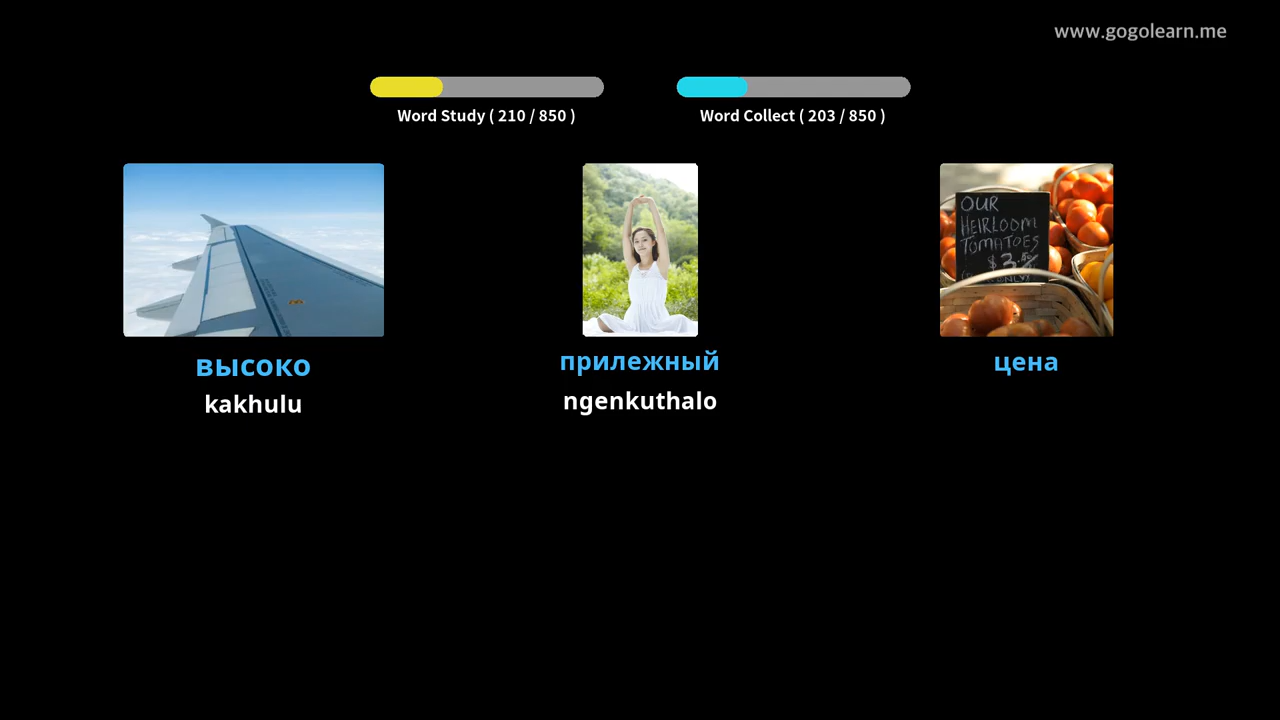 www.gogolearn.me
Word Study ( 210 / 850 )
Word Collect ( 203 / 850 )
OUR
HEIRLOOM
TOMATOES
$3
высоко
прилежный
цена
kakhulu
ngenkuthalo